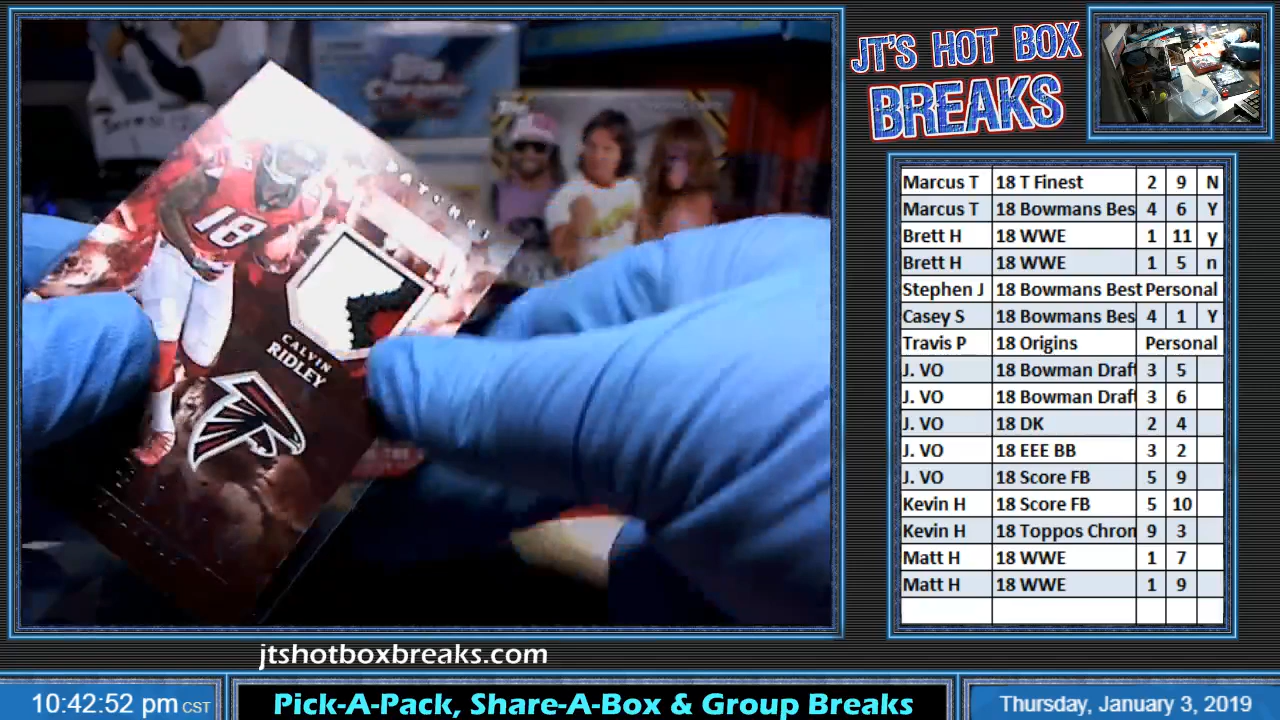 JT'S HOT BOX
BREAKS
Topps
Chrome
PATCHES
18
CALVIN
RIDLEY
Marcus T 18 T Finest 2 9 N
Marcus T 18 Bowmans Bes 4 6 Y
Brett H 18 WWE 1 11 y
Brett H 18 WWE 1 5 n
Stephen J 18 Bowmans Best Personal
Casey S 18 Bowmans Bes 4 1 Y
Travis P 18 Origins Personal
J. VO 18 Bowman Draf 3 5
J. VO 18 Bowman Draf 3 6
J. VO 18 DK 2 4
J. VO 18 EEE BB 3 2
J. VO 18 Score FB 5 9
Kevin H 18 Score FB 5 10
Kevin H 18 Toppos Chron 9 3
Matt H 18 WWE 1 7
Matt H 18 WWE 1 9
jtshotboxbreaks.com
10:42:52 pm CST
Pick-A-Pack, Share-A-Box & Group Breaks
Thursday, January 3, 2019